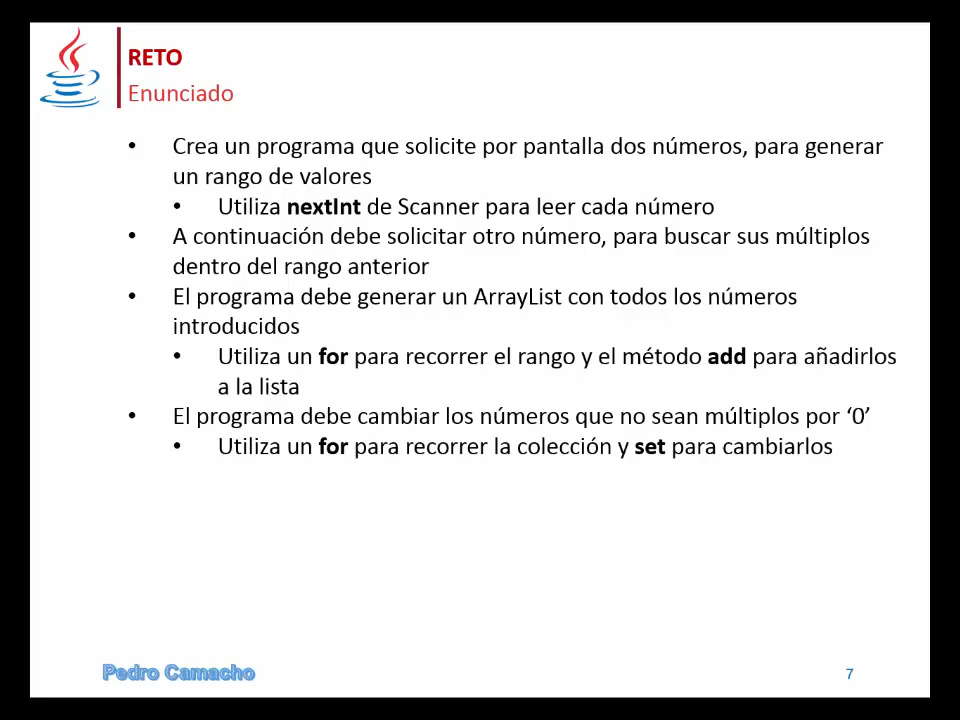 RETO
Enunciado
• Crea un programa que solicite por pantalla dos números, para generar
un rango de valores
• Utiliza nextInt de Scanner para leer cada número
• A continuación debe solicitar otro número, para buscar sus múltiplos
dentro del rango anterior
• El programa debe generar un ArrayList con todos los números
introducidos
• Utiliza un for para recorrer el rango y el método add para añadirlos
a la lista
• El programa debe cambiar los números que no sean múltiplos por ‘0’
• Utiliza un for para recorrer la colección y set para cambiarlos
Pedro Camacho
7